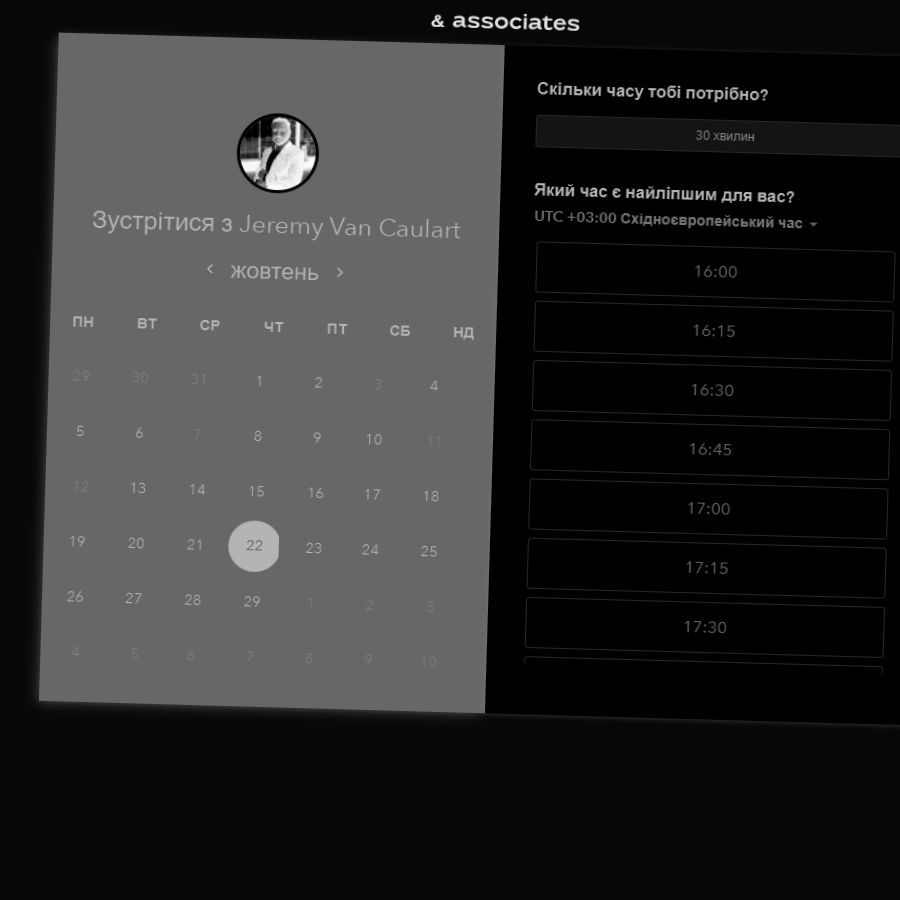 & associates
Зустрітися з Jeremy Van Caulart
жовтень
ПН ВТ СР ЧТ ПТ СБ НД
29 30 31 1 2 3 4
5 6 7 8 9 10 11
12 13 14 15 16 17 18
19 20 21 22 23 24 25
26 27 28 29 1 2 3
4 5 6 7 8 9 10
Скільки часу тобі потрібно?
30 хвилин
Який час є найліпшим для вас?
UTC +03:00 Східноєвропейський час
16:00
16:15
16:30
16:45
17:00
17:15
17:30